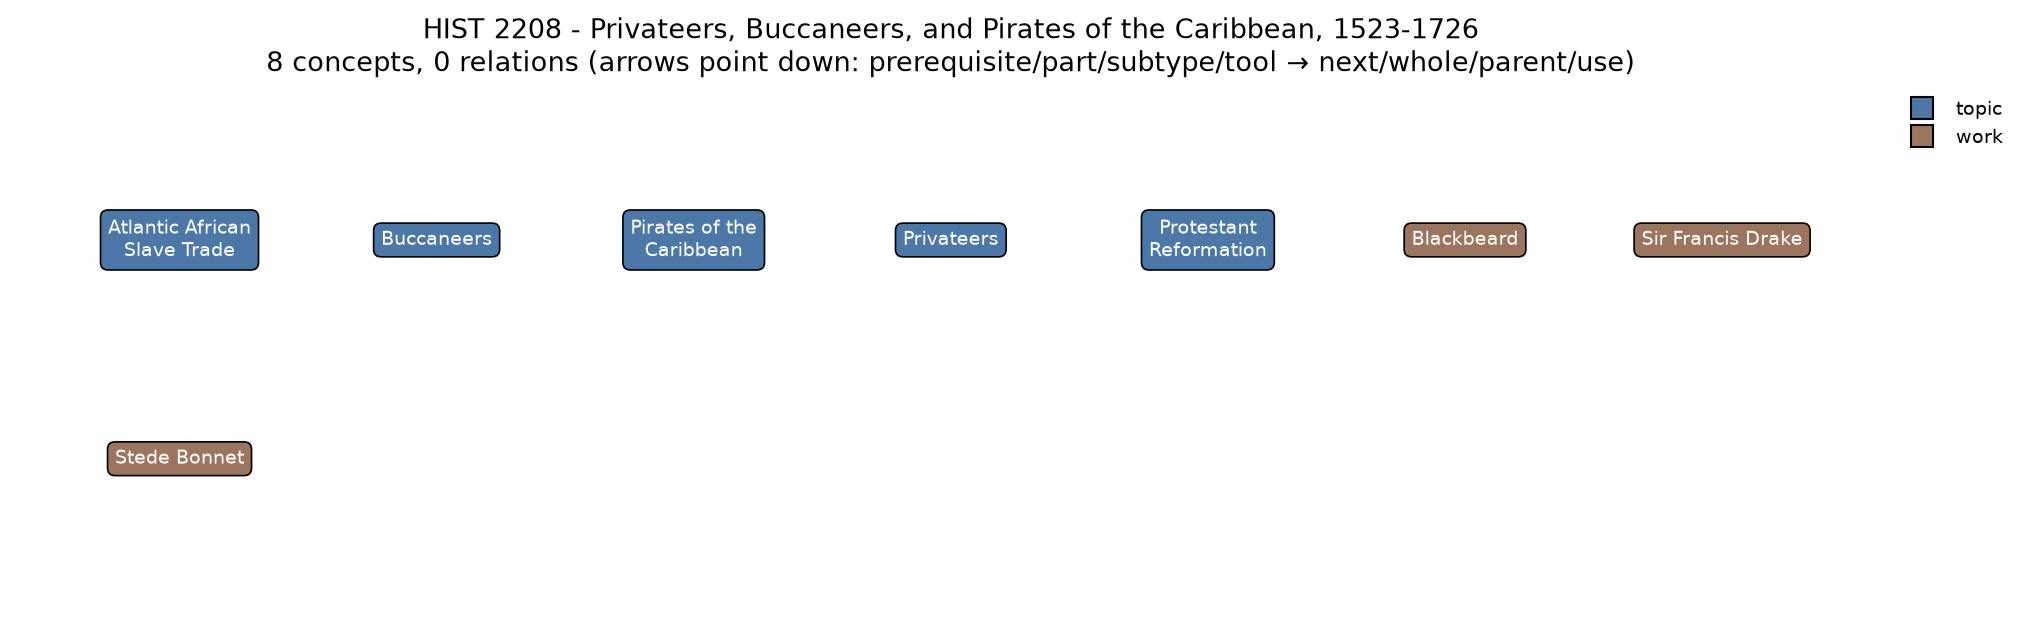 HIST 2208 - Privateers, Buccaneers, and Pirates of the Caribbean, 1523-1726
8 concepts, 0 relations (arrows point down: prerequisite/part/subtype/tool → next/whole/parent/use)
topic
work
Atlantic African
Slave Trade
Buccaneers
Pirates of the
Caribbean
Privateers
Protestant
Reformation
Blackbeard
Sir Francis Drake
Stede Bonnet